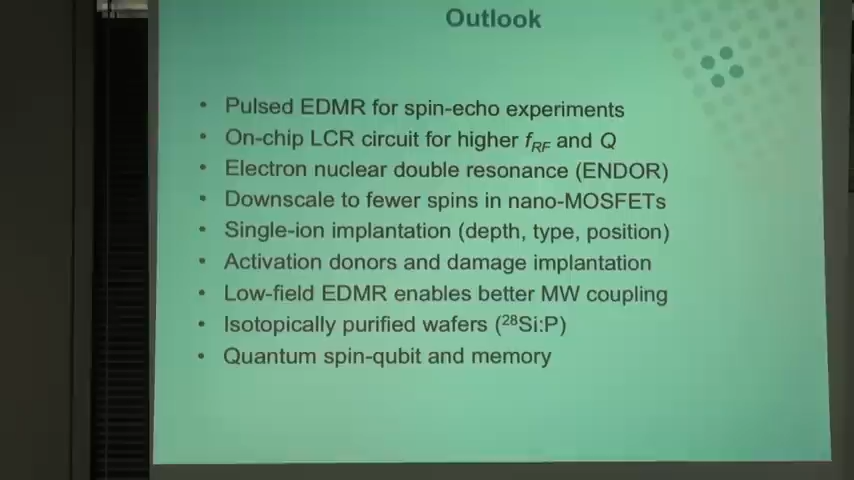 Outlook
• Pulsed EDMR for spin-echo experiments
• On-chip LCR circuit for higher f_RF and Q
• Electron nuclear double resonance (ENDOR)
• Downscale to fewer spins in nano-MOSFETs
• Single-ion implantation (depth, type, position)
• Activation donors and damage implantation
• Low-field EDMR enables better MW coupling
• Isotopically purified wafers (²⁸Si:P)
• Quantum spin-qubit and memory